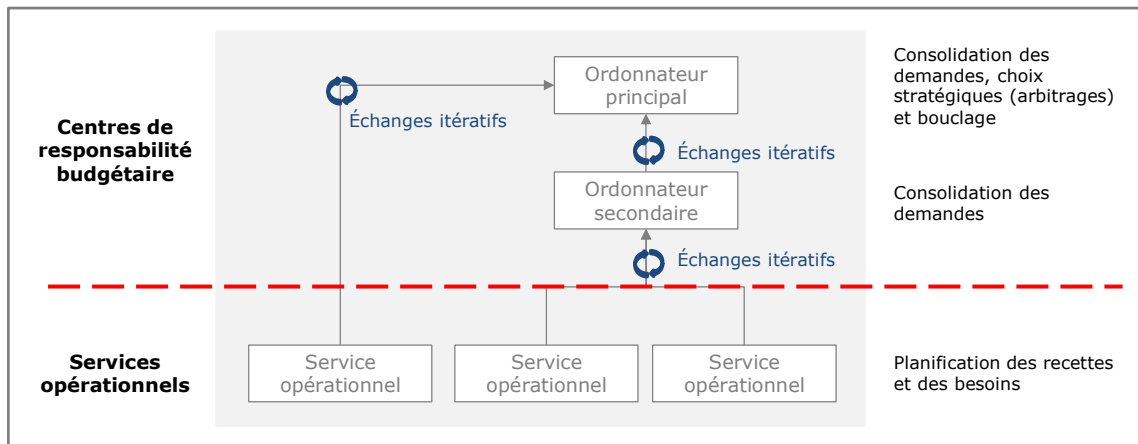 Ordonnateur
principal
Échanges itératifs
Consolidation des
demandes, choix
stratégiques (arbitrages)
et bouclage
Centres de
responsabilité
budgétaire
Échanges itératifs
Ordonnateur
secondaire
Consolidation des
demandes
Échanges itératifs
Services
opérationnels
Service
opérationnel
Service
opérationnel
Service
opérationnel
Planification des recettes
et des besoins